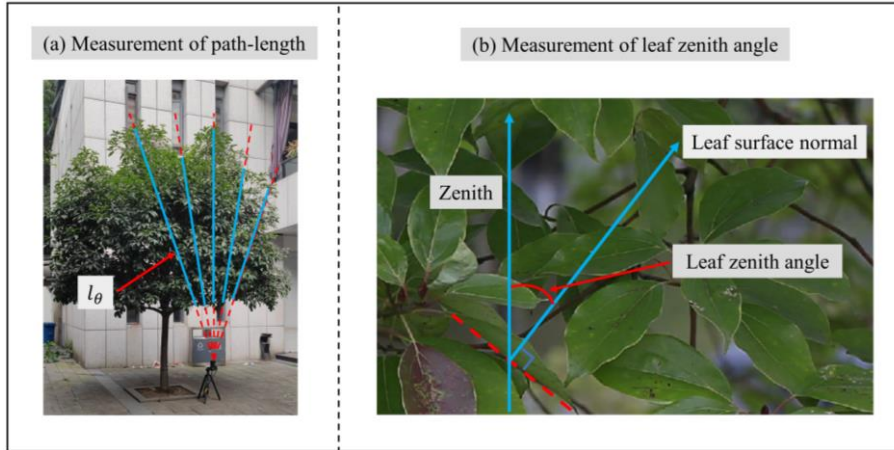 (a) Measurement of path-length
(b) Measurement of leaf zenith angle
Leaf surface normal
Zenith
Leaf zenith angle
lθ